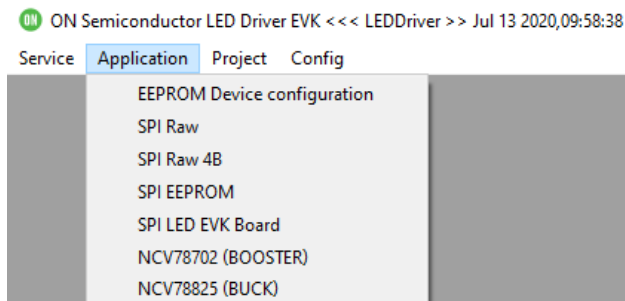 ON ON Semiconductor LED Driver EVK <<< LEDDriver >> Jul 13 2020,09:58:38
Service Application Project Config
EEPROM Device configuration
SPI Raw
SPI Raw 4B
SPI EEPROM
SPI LED EVK Board
NCV78702 (BOOSTER)
NCV78825 (BUCK)